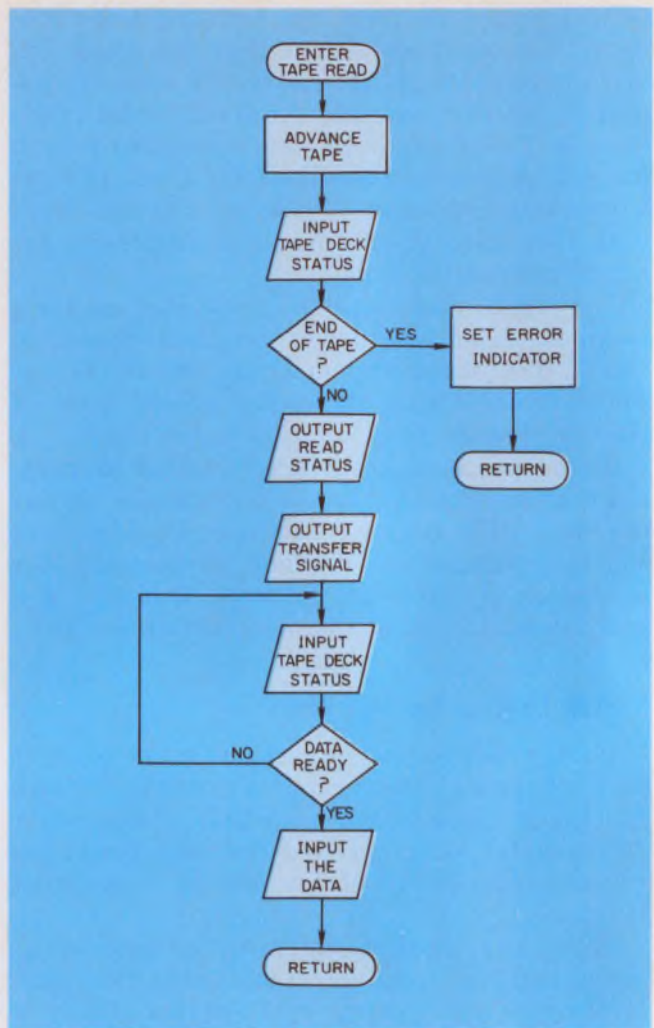 ENTER
TAPE READ
ADVANCE
TAPE
INPUT
TAPE DECK
STATUS
END
OF TAPE
?
YES
SET ERROR
INDICATOR
RETURN
NO
OUTPUT
READ
STATUS
OUTPUT
TRANSFER
SIGNAL
INPUT
TAPE DECK
STATUS
DATA
READY
?
NO
YES
INPUT
THE
DATA
RETURN